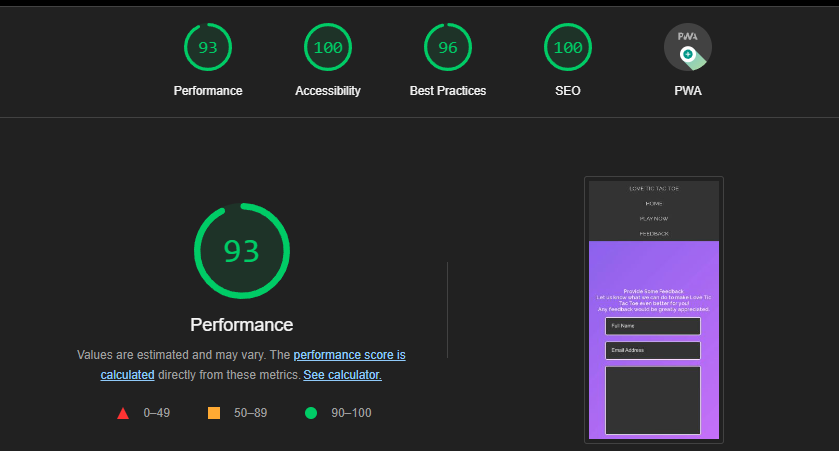 93
100
96
100
PWA
Performance
Accessibility
Best Practices
SEO
PWA
93
Performance
Values are estimated and may vary. The performance score is
calculated directly from these metrics. See calculator.
0–49
50–89
90–100
LOVE TIC TAC TOE
HOME
PLAY NOW
FEEDBACK
Provide Some Feedback
Let us know what we can do to make Love Tic
Tac Toe even better for you!
Any feedback would be greatly appreciated.
Full Name
Email Address